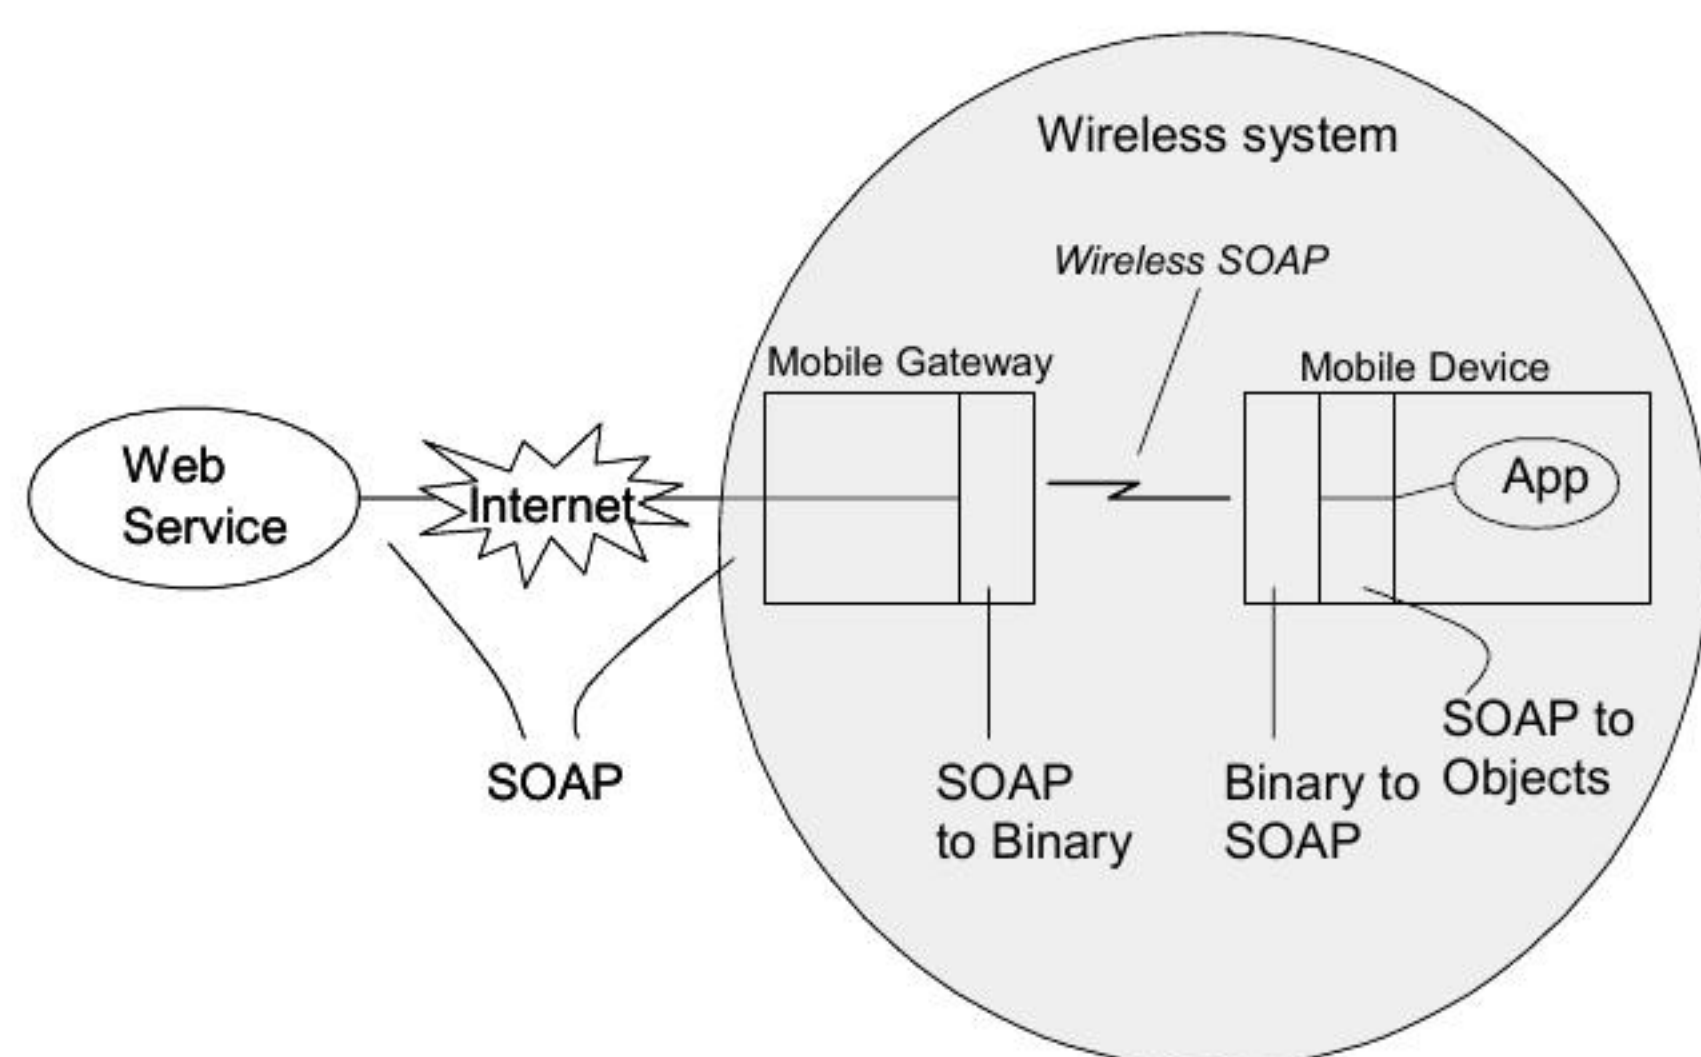 Wireless system
Wireless SOAP
Mobile Gateway
Mobile Device
Web
Service
Internet
App
SOAP
SOAP
to Binary
Binary to
SOAP
SOAP to
Objects